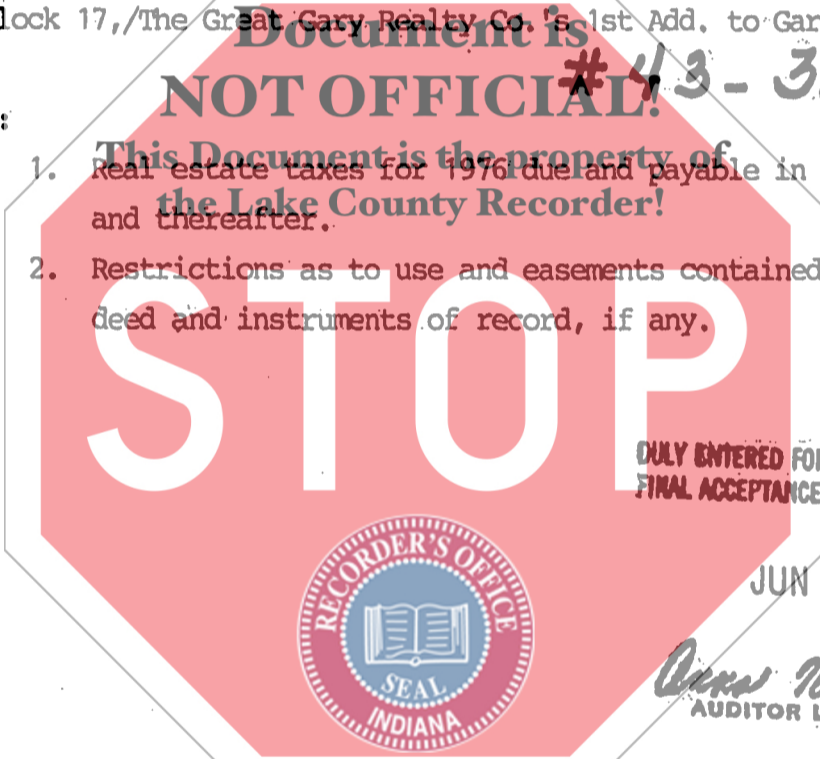 lock 17,/The Great Gary Realty Co.'s 1st Add. to Gar
Document is
NOT OFFICIAL!
# 43-3
:
This Document is the property of
1. Real estate taxes for 1976 due and payable in
the Lake County Recorder!
and thereafter.
2. Restrictions as to use and easements contained
deed and instruments of record, if any.
STOP
DULY ENTERED FOR
FINAL ACCEPTANCE
JUN
RECORDER'S OFFICE
SEAL
INDIANA
AUDITOR L